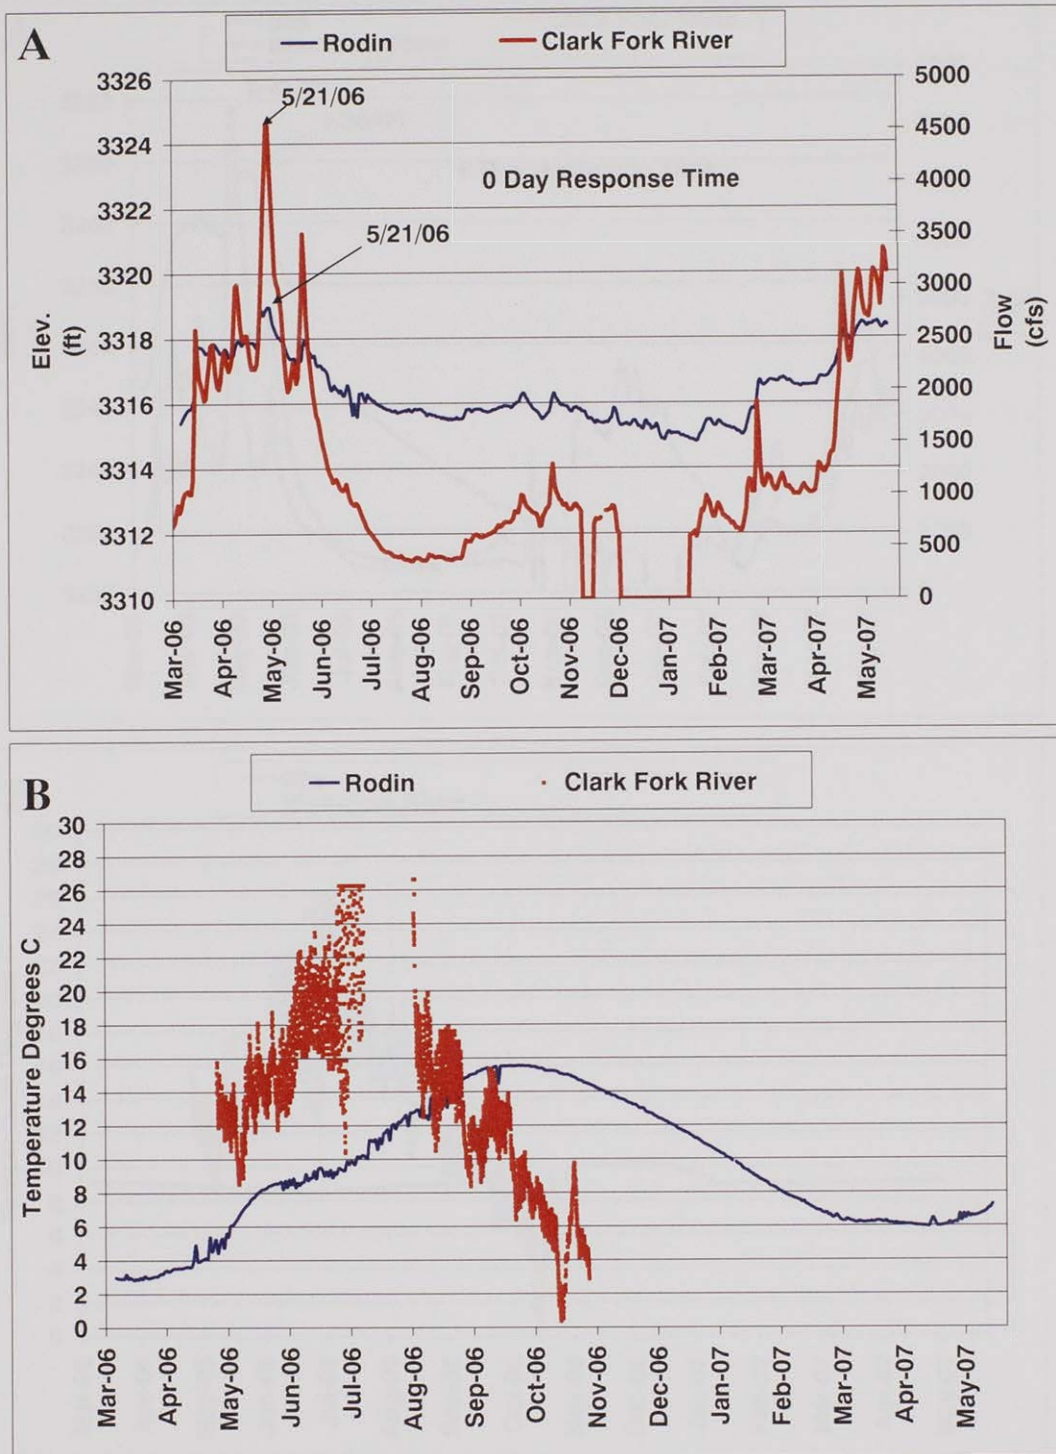 A
Rodin Clark Fork River
3326
3324
3322
3320
3318
3316
3314
3312
3310
Elev.
(ft)
5/21/06
0 Day Response Time
5/21/06
5000
4500
4000
3500
3000
2500
2000
1500
1000
500
0
Flow
(cfs)
Mar-06
Apr-06
May-06
Jun-06
Jul-06
Aug-06
Sep-06
Oct-06
Nov-06
Dec-06
Jan-07
Feb-07
Mar-07
Apr-07
May-07
B
Rodin Clark Fork River
30
28
26
24
22
20
18
16
14
12
10
8
6
4
2
0
Temperature Degrees C
Mar-06
Apr-06
May-06
Jun-06
Jul-06
Aug-06
Sep-06
Oct-06
Nov-06
Dec-06
Jan-07
Feb-07
Mar-07
Apr-07
May-07